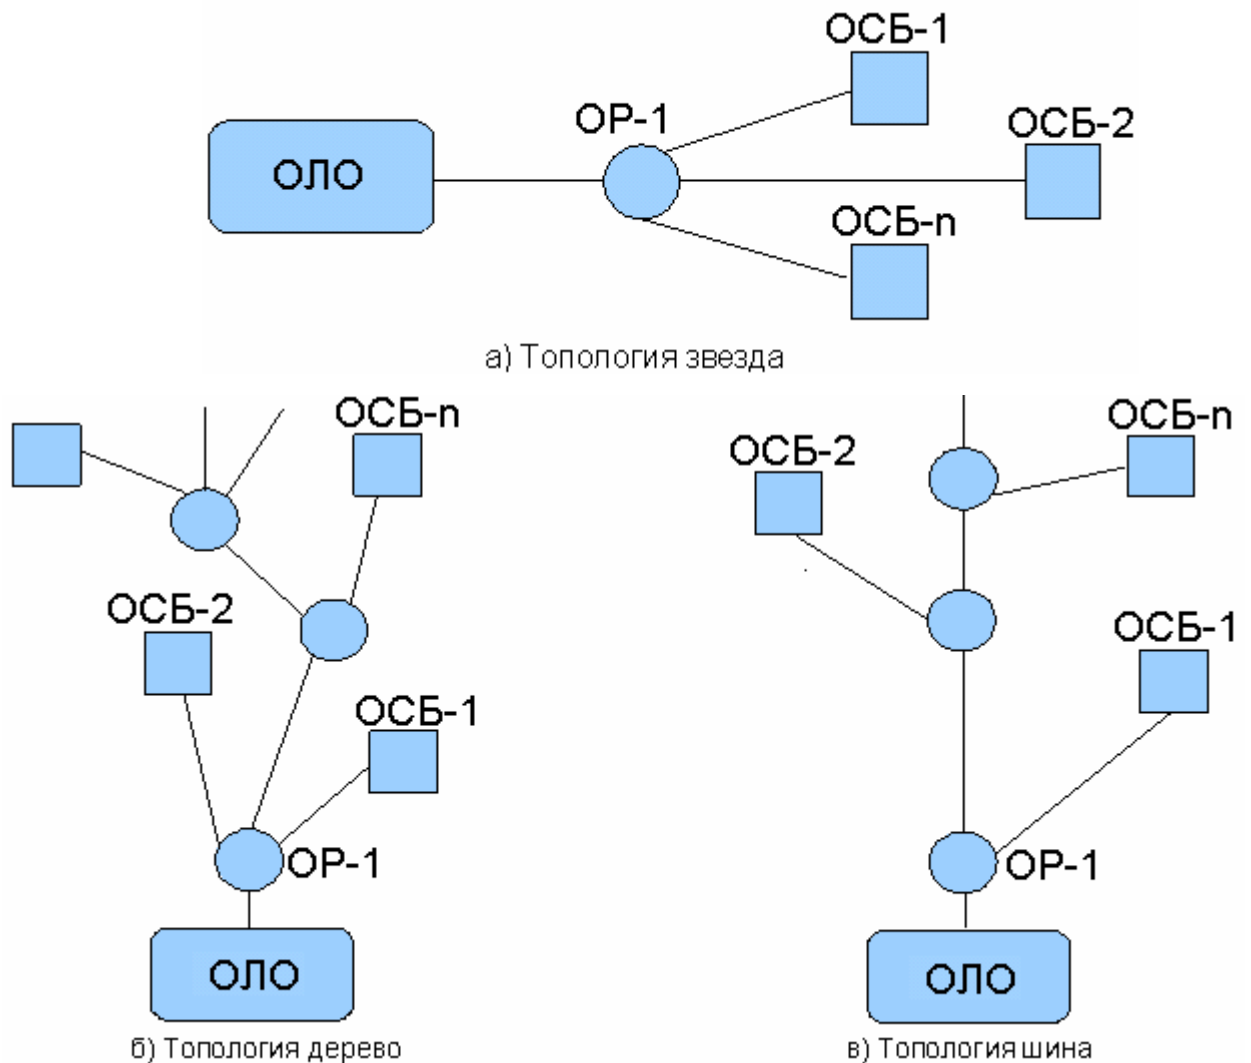 ОСБ-1
ОР-1
ОСБ-2
ОЛО
ОСБ-n
а) Топология звезда
ОСБ-n
ОСБ-2
ОСБ-1
ОР-1
ОЛО
б) Топология дерево
ОСБ-n
ОСБ-2
ОСБ-1
ОР-1
ОЛО
в) Топология шина